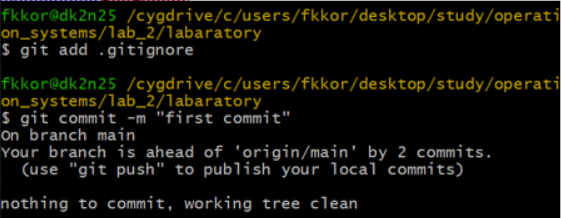 fkkor@dk2n25 /cygdrive/c/users/fkkor/desktop/study/operati
on_systems/lab_2/labaratory
$ git add .gitignore
fkkor@dk2n25 /cygdrive/c/users/fkkor/desktop/study/operati
on_systems/lab_2/labaratory
$ git commit -m "first commit"
On branch main
Your branch is ahead of 'origin/main' by 2 commits.
  (use "git push" to publish your local commits)
nothing to commit, working tree clean